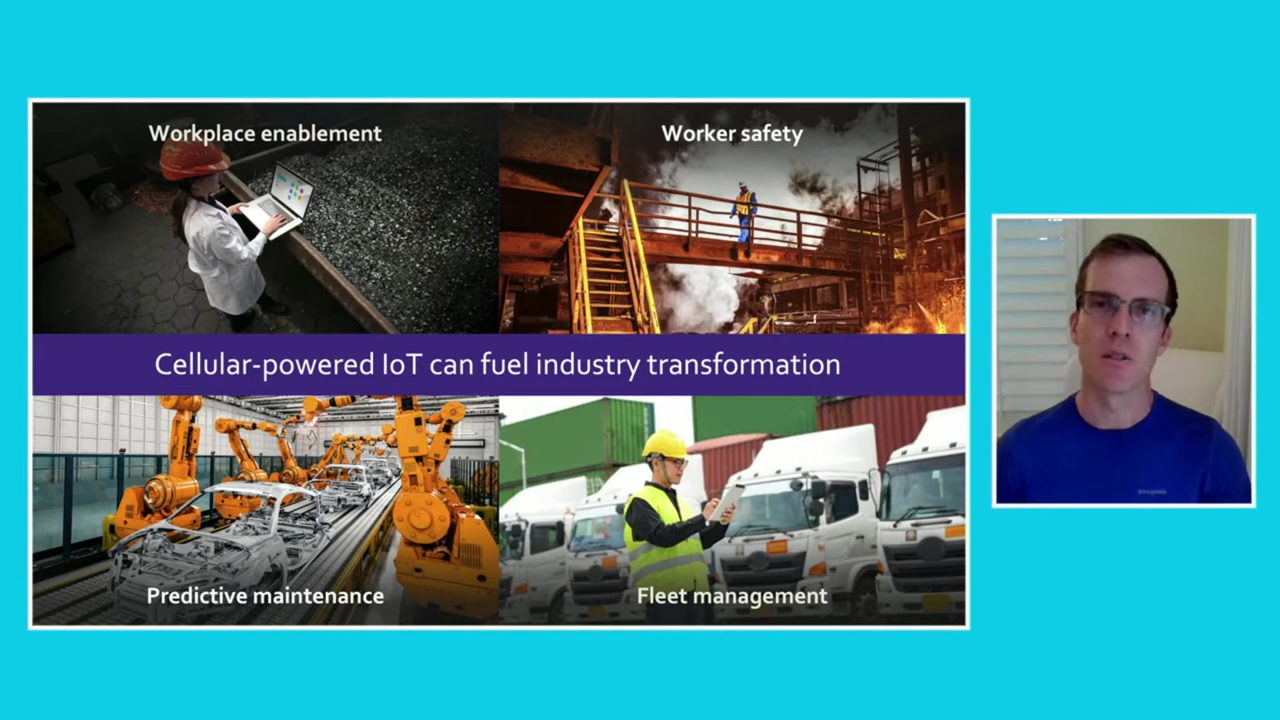 Workplace enablement
Worker safety
Cellular-powered IoT can fuel industry transformation
Predictive maintenance
Fleet management